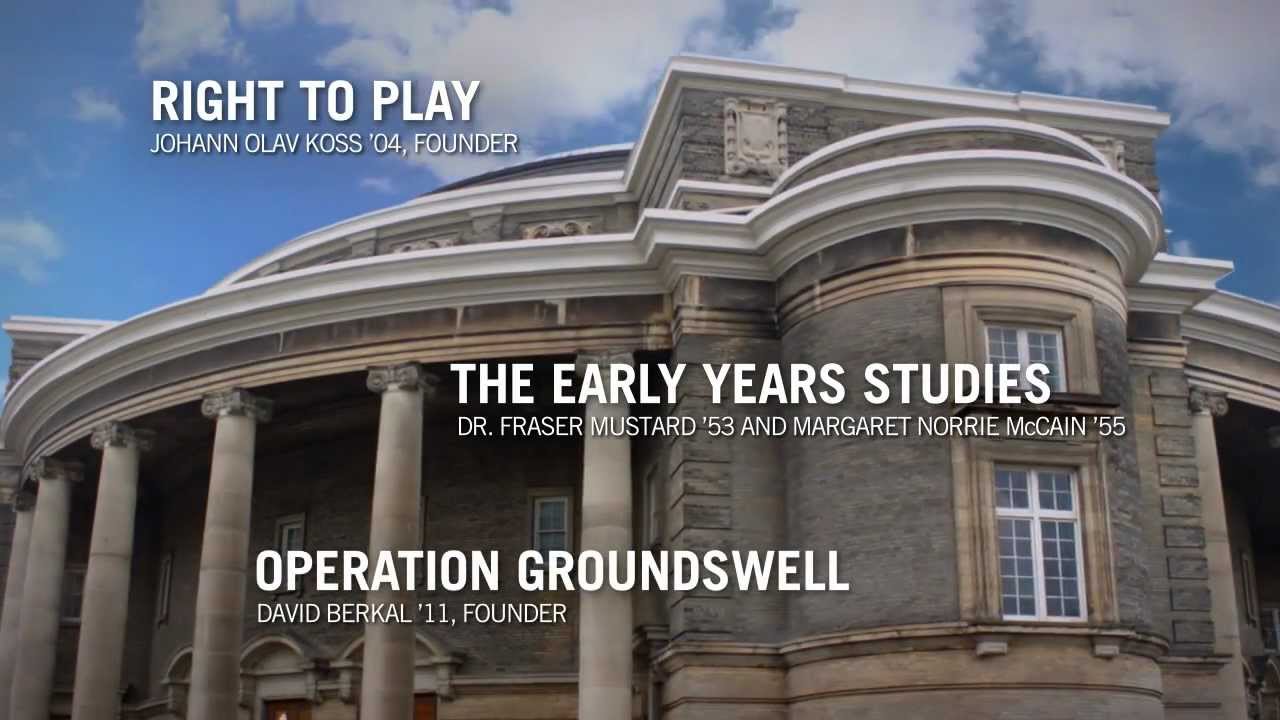 RIGHT TO PLAY
JOHANN OLAV KOSS ’04, FOUNDER
THE EARLY YEARS STUDIES
DR. FRASER MUSTARD ’53 AND MARGARET NORRIE McCAIN ’55
OPERATION GROUNDSWELL
DAVID BERKAL ’11, FOUNDER